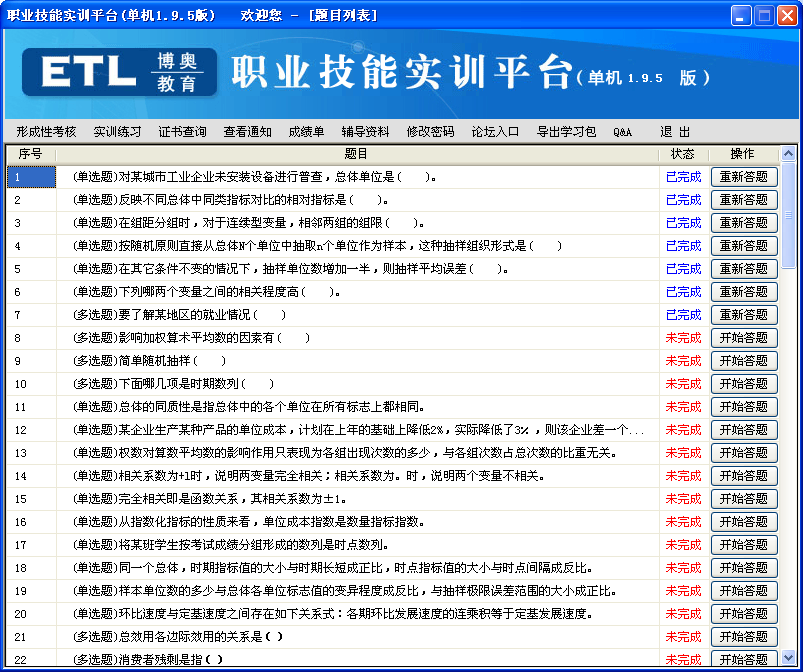 职业技能实训平台(单机1.9.5版)　欢迎您 - [题目列表]
ETL 博奥教育 职业技能实训平台(单机 1.9.5 版)
形成性考核 实训练习 证书查询 查看通知 成绩单 辅导资料 修改密码 论坛入口 导出学习包 Q&A 退 出
序号 题目 状态 操作
1 (单选题)对某城市工业企业未安装设备进行普查，总体单位是(　　)。 已完成 重新答题
2 (单选题)反映不同总体中同类指标对比的相对指标是(　　)。 已完成 重新答题
3 (单选题)在组距分组时，对于连续型变量，相邻两组的组限(　　)。 已完成 重新答题
4 (单选题)按随机原则直接从总体N个单位中抽取n个单位作为样本，这种抽样组织形式是(　　) 已完成 重新答题
5 (单选题)在其它条件不变的情况下，抽样单位数增加一半，则抽样平均误差(　　)。 已完成 重新答题
6 (单选题)下列哪两个变量之间的相关程度高(　　)。 已完成 重新答题
7 (多选题)要了解某地区的就业情况(　　) 已完成 重新答题
8 (多选题)影响加权算术平均数的因素有(　　) 未完成 开始答题
9 (多选题)简单随机抽样(　　) 未完成 开始答题
10 (多选题)下面哪几项是时期数列(　　) 未完成 开始答题
11 (单选题)总体的同质性是指总体中的各个单位在所有标志上都相同。 未完成 开始答题
12 (单选题)某企业生产某种产品的单位成本，计划在上年的基础上降低2%，实际降低了3% ，则该企业差一个... 未完成 开始答题
13 (单选题)权数对算数平均数的影响作用只表现为各组出现次数的多少，与各组次数占总次数的比重无关。 未完成 开始答题
14 (单选题)相关系数为+1时，说明两变量完全相关；相关系数为。时，说明两个变量不相关。 未完成 开始答题
15 (单选题)完全相关即是函数关系，其相关系数为±1。 未完成 开始答题
16 (单选题)从指数化指标的性质来看，单位成本指数是数量指标指数。 未完成 开始答题
17 (单选题)将某班学生按考试成绩分组形成的数列是时点数列。 未完成 开始答题
18 (单选题)同一个总体，时期指标值的大小与时期长短成正比，时点指标值的大小与时点间隔成反比。 未完成 开始答题
19 (单选题)样本单位数的多少与总体各单位标志值的变异程度成反比，与抽样极限误差范围的大小成正比。 未完成 开始答题
20 (单选题)环比速度与定基速度之间存在如下关系式：各期环比发展速度的连乘积等于定基发展速度。 未完成 开始答题
21 (多选题)总效用各边际效用的关系是( ) 未完成 开始答题
22 (多选题)消费者残剩是指( ) 未完成 开始答题